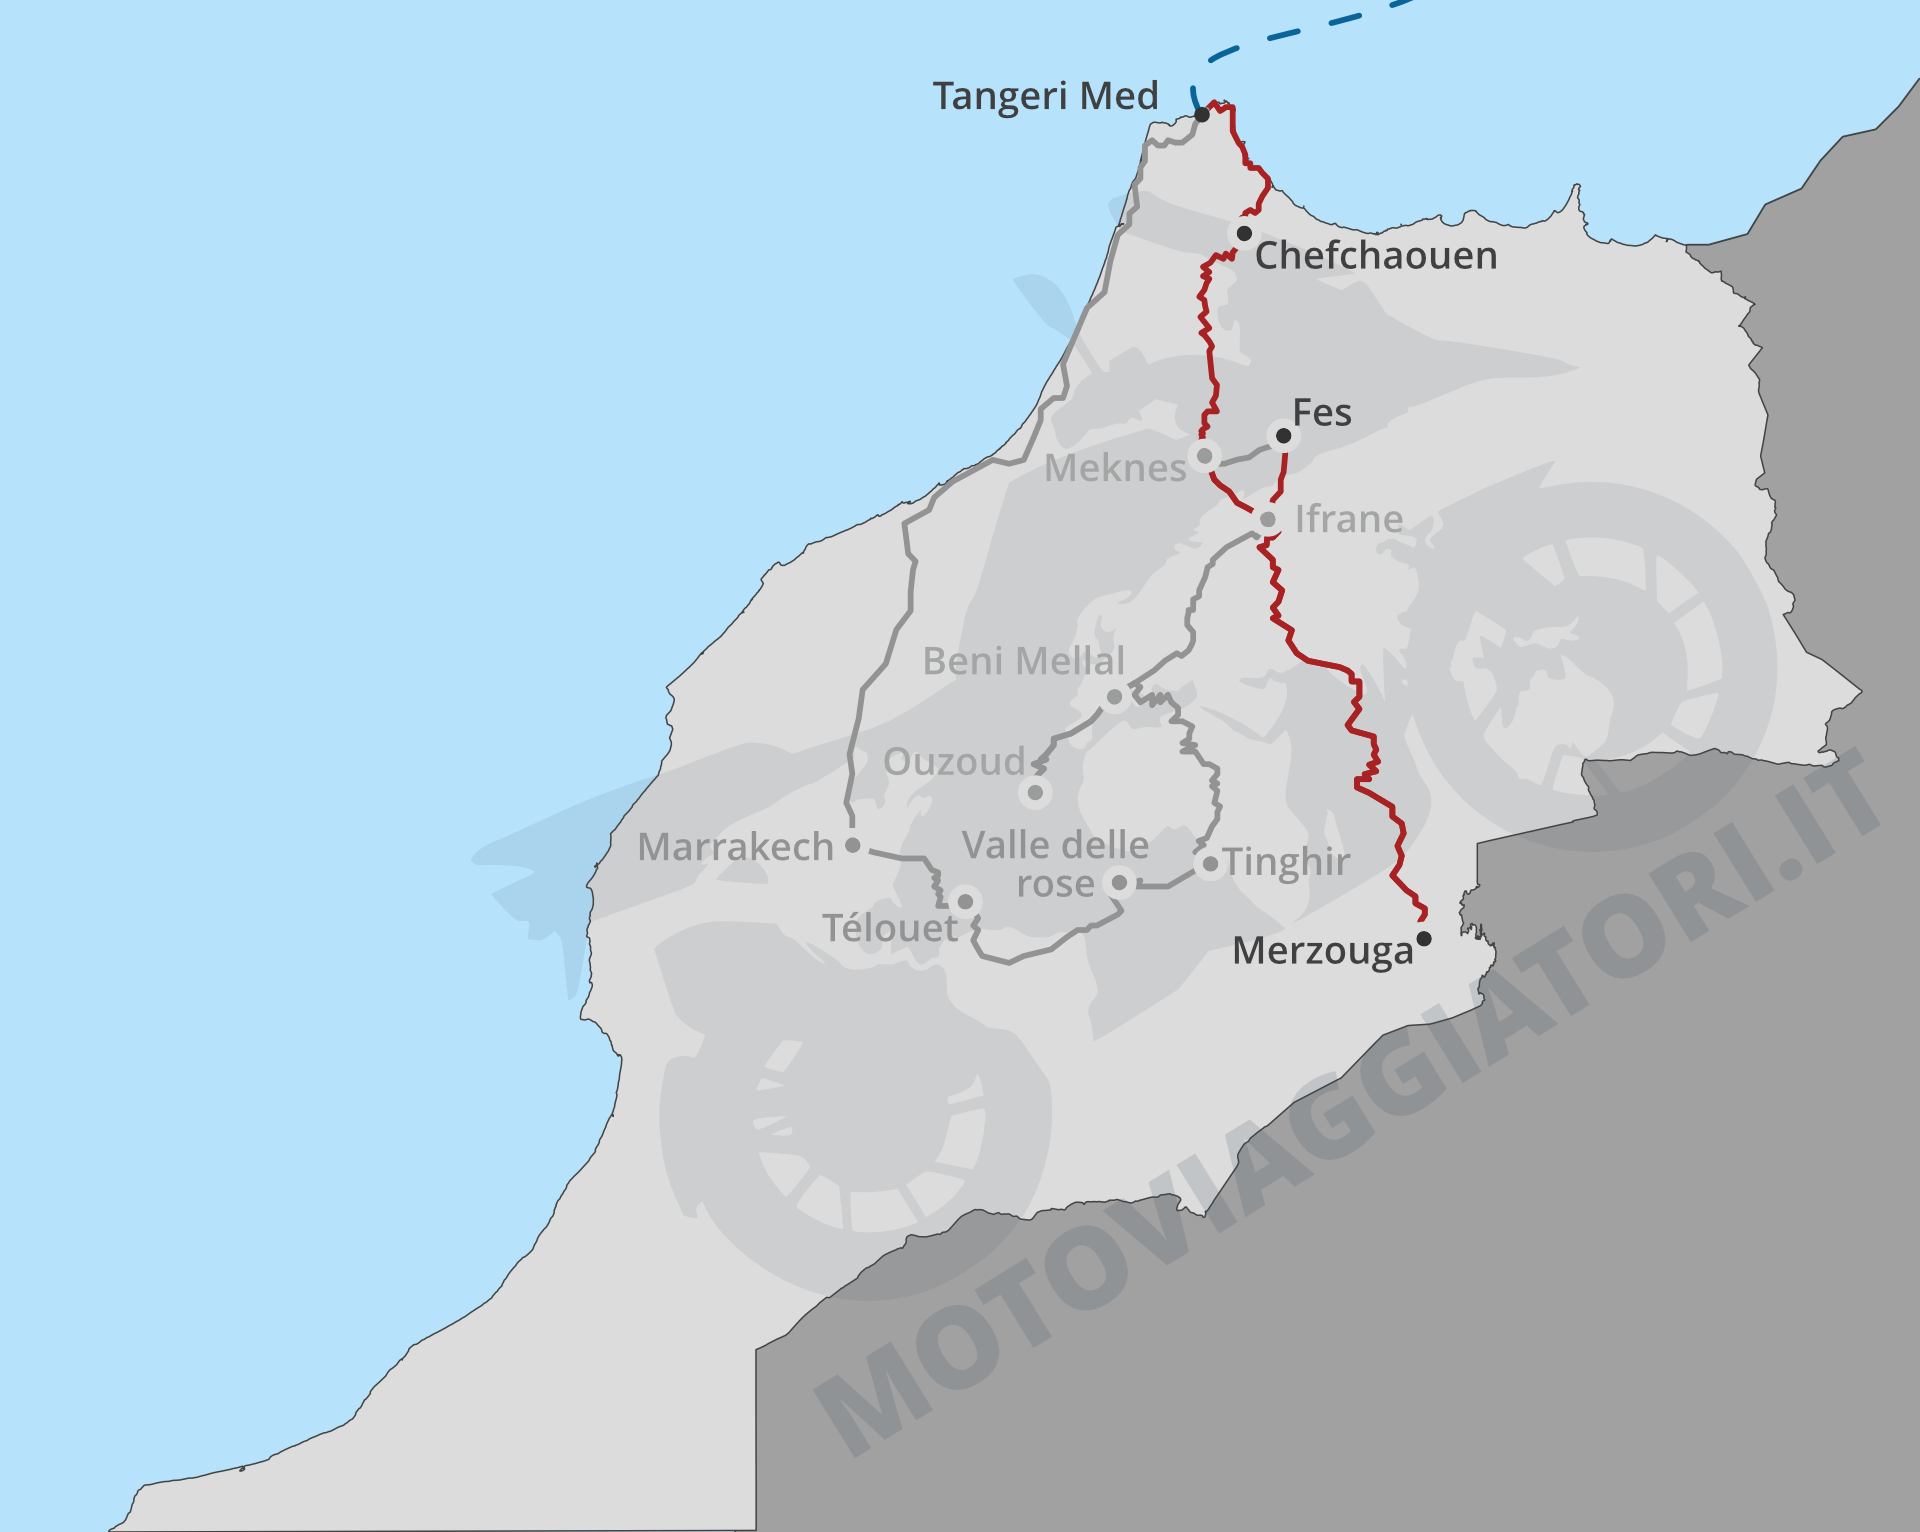 Tangeri Med
Chefchaouen
Fes
Meknes
Ifrane
Beni Mellal
Ouzoud
Marrakech
Valle delle
rose
Tinghir
Télouet
Merzouga
MOTOVIAGGIATORI.IT